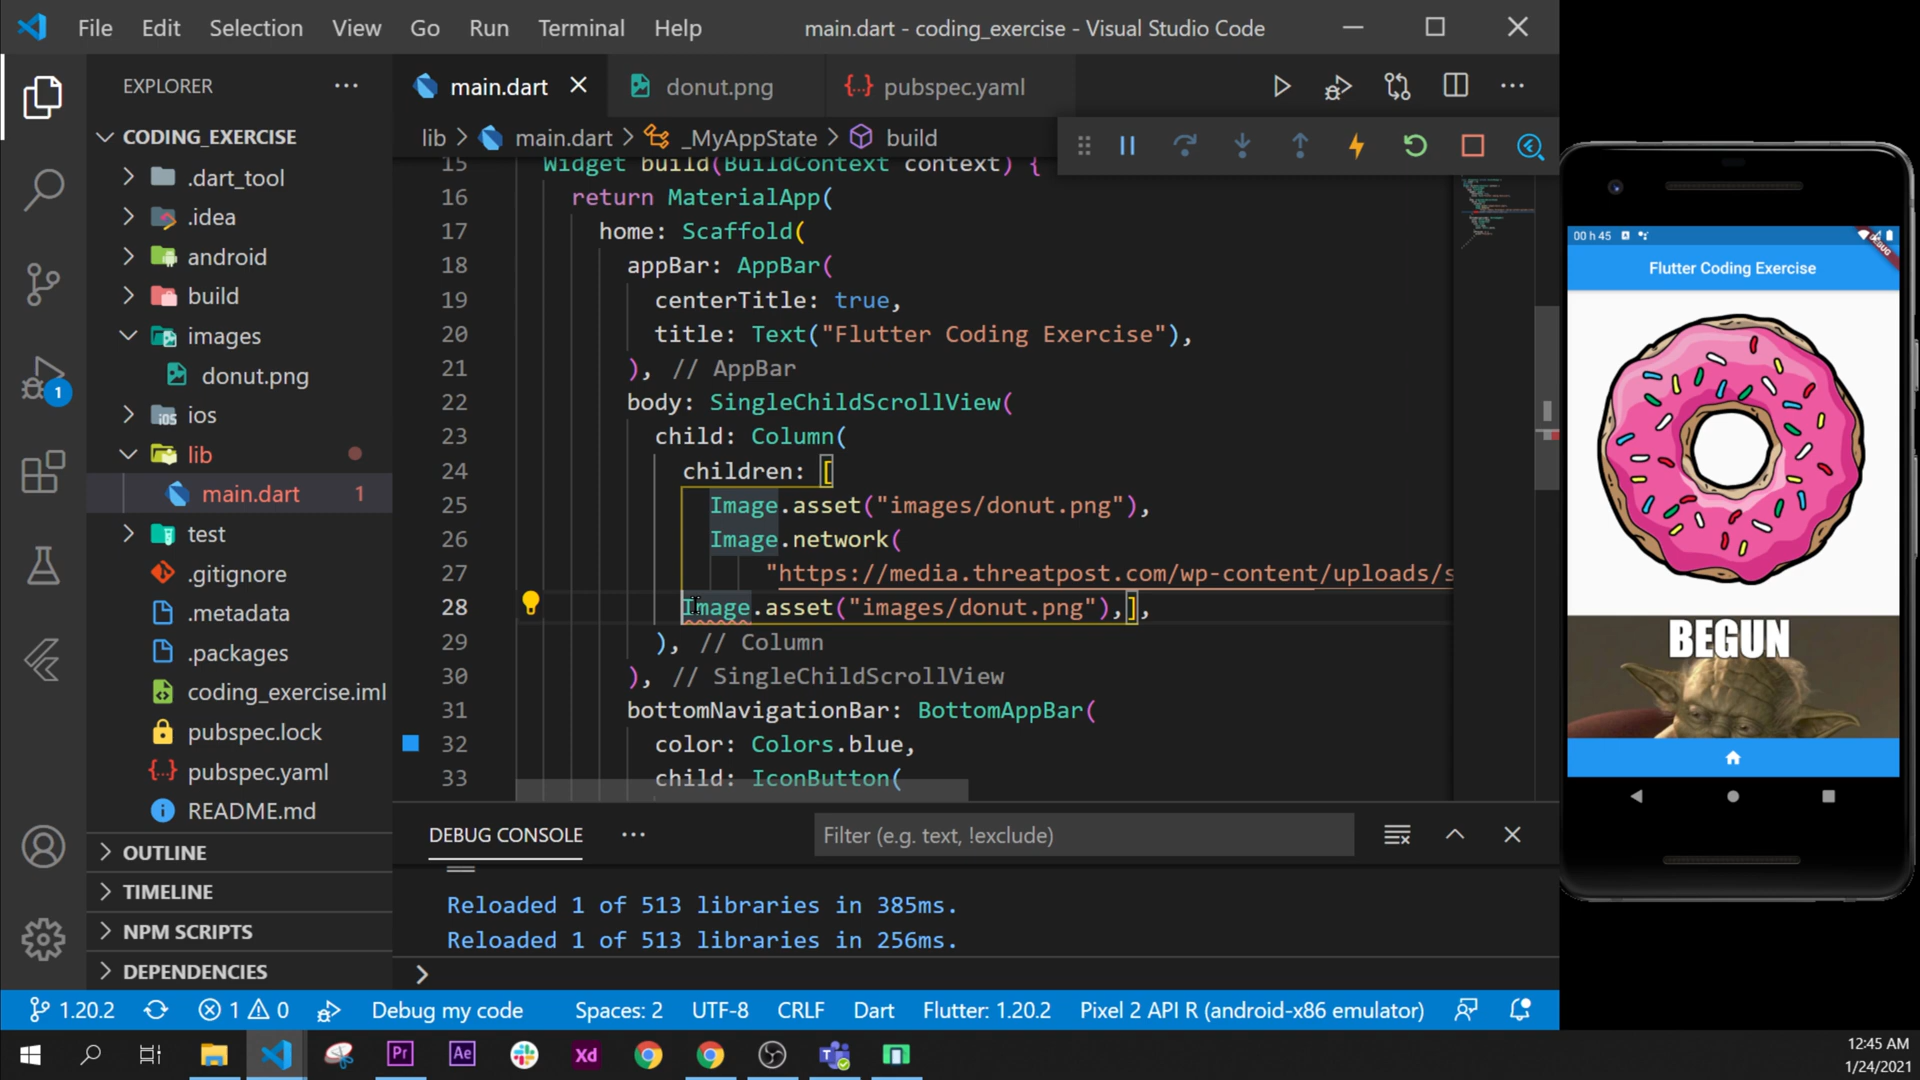 File Edit Selection View Go Run Terminal Help
main.dart - coding_exercise - Visual Studio Code
EXPLORER
CODING_EXERCISE
.dart_tool
.idea
android
build
images
donut.png
ios
lib
main.dart 1
test
.gitignore
.metadata
.packages
coding_exercise.iml
pubspec.lock
pubspec.yaml
README.md
OUTLINE
TIMELINE
NPM SCRIPTS
DEPENDENCIES
1
main.dart donut.png pubspec.yaml
lib > main.dart > _MyAppState > build
15 Widget build(BuildContext context) {
16 return MaterialApp(
17 home: Scaffold(
18 appBar: AppBar(
19 centerTitle: true,
20 title: Text("Flutter Coding Exercise"),
21 ), // AppBar
22 body: SingleChildScrollView(
23 child: Column(
24 children: [
25 Image.asset("images/donut.png"),
26 Image.network(
27 "https://media.threatpost.com/wp-content/uploads/s
28 Image.asset("images/donut.png"),],
29 ), // Column
30 ), // SingleChildScrollView
31 bottomNavigationBar: BottomAppBar(
32 color: Colors.blue,
33 child: IconButton(
DEBUG CONSOLE
Filter (e.g. text, !exclude)
Reloaded 1 of 513 libraries in 385ms.
Reloaded 1 of 513 libraries in 256ms.
>
1.20.2 1 0 Debug my code Spaces: 2 UTF-8 CRLF Dart Flutter: 1.20.2 Pixel 2 API R (android-x86 emulator)
00 h 45
DEBUG
Flutter Coding Exercise
BEGUN
Pr Ae Xd
12:45 AM
1/24/2021